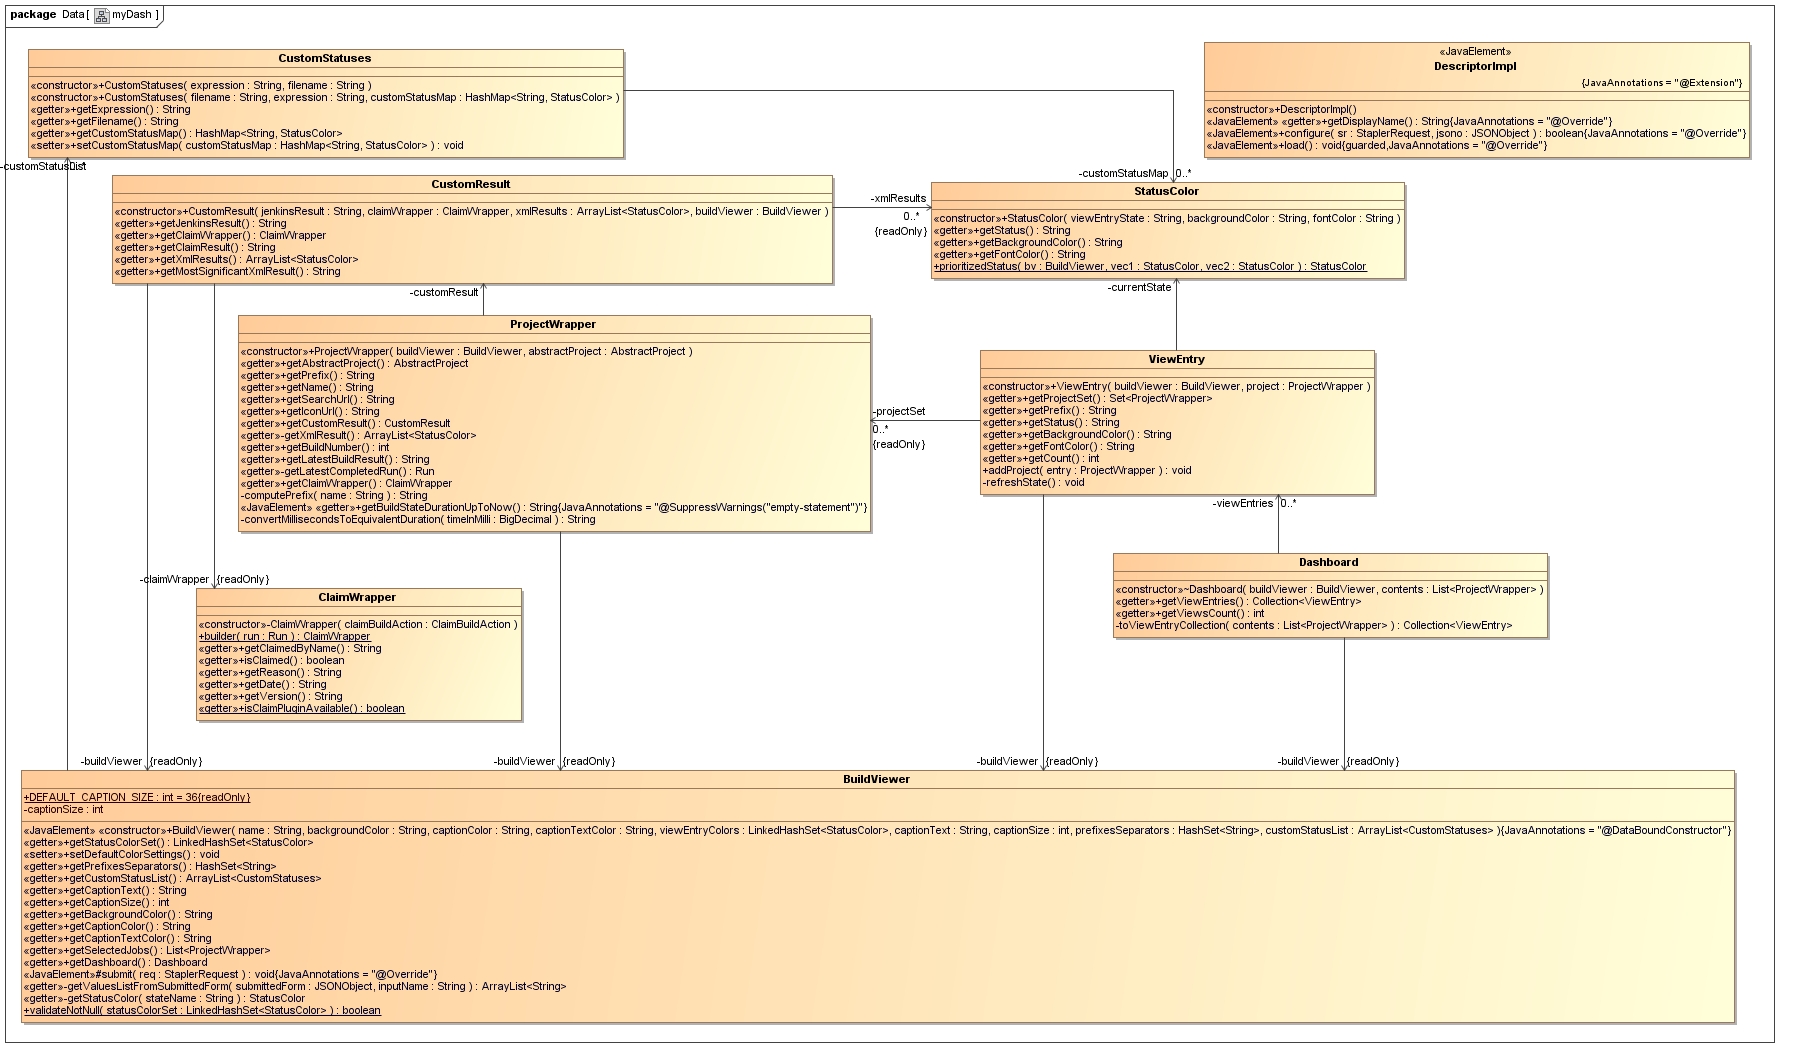 package Data[ myDash ]
CustomStatuses
«constructor»+CustomStatuses( expression : String, filename : String )
«constructor»+CustomStatuses( filename : String, expression : String, customStatusMap : HashMap<String, StatusColor> )
«getter»+getExpression() : String
«getter»+getFilename() : String
«getter»+getCustomStatusMap() : HashMap<String, StatusColor>
«setter»+setCustomStatusMap( customStatusMap : HashMap<String, StatusColor> ) : void
«JavaElement»
DescriptorImpl
{JavaAnnotations = "@Extension"}
«constructor»+DescriptorImpl()
«JavaElement» «getter»+getDisplayName() : String{JavaAnnotations = "@Override"}
«JavaElement»+configure( sr : StaplerRequest, jsono : JSONObject ) : boolean{JavaAnnotations = "@Override"}
«JavaElement»+load() : void{guarded,JavaAnnotations = "@Override"}
-customStatusList
0..*
-customStatusMap
0..*
CustomResult
«constructor»+CustomResult( jenkinsResult : String, claimWrapper : ClaimWrapper, xmlResults : ArrayList<StatusColor>, buildViewer : BuildViewer )
«getter»+getJenkinsResult() : String
«getter»+getClaimWrapper() : ClaimWrapper
«getter»+getClaimResult() : String
«getter»+getXmlResults() : ArrayList<StatusColor>
«getter»+getMostSignificantXmlResult() : String
-xmlResults
0..*
{readOnly}
StatusColor
«constructor»+StatusColor( viewEntryState : String, backgroundColor : String, fontColor : String )
«getter»+getStatus() : String
«getter»+getBackgroundColor() : String
«getter»+getFontColor() : String
+prioritizedStatus( bv : BuildViewer, vec1 : StatusColor, vec2 : StatusColor ) : StatusColor
-customResult
-currentState
ProjectWrapper
«constructor»+ProjectWrapper( buildViewer : BuildViewer, abstractProject : AbstractProject )
«getter»+getAbstractProject() : AbstractProject
«getter»+getPrefix() : String
«getter»+getName() : String
«getter»+getSearchUrl() : String
«getter»+getIconUrl() : String
«getter»+getCustomResult() : CustomResult
«getter»-getXmlResult() : ArrayList<StatusColor>
«getter»+getBuildNumber() : int
«getter»+getLatestBuildResult() : String
«getter»-getLatestCompletedRun() : Run
«getter»+getClaimWrapper() : ClaimWrapper
-computePrefix( name : String ) : String
«JavaElement» «getter»+getBuildStateDurationUpToNow() : String{JavaAnnotations = "@SuppressWarnings("empty-statement")"}
-convertMillisecondsToEquivalentDuration( timeInMilli : BigDecimal ) : String
-projectSet
0..*
{readOnly}
ViewEntry
«constructor»+ViewEntry( buildViewer : BuildViewer, project : ProjectWrapper )
«getter»+getProjectSet() : Set<ProjectWrapper>
«getter»+getPrefix() : String
«getter»+getStatus() : String
«getter»+getBackgroundColor() : String
«getter»+getFontColor() : String
«getter»+getCount() : int
+addProject( entry : ProjectWrapper ) : void
-refreshState() : void
-viewEntries
0..*
Dashboard
«constructor»~Dashboard( buildViewer : BuildViewer, contents : List<ProjectWrapper> )
«getter»+getViewEntries() : Collection<ViewEntry>
«getter»+getViewsCount() : int
-toViewEntryCollection( contents : List<ProjectWrapper> ) : Collection<ViewEntry>
-claimWrapper {readOnly}
ClaimWrapper
«constructor»-ClaimWrapper( claimBuildAction : ClaimBuildAction )
+builder( run : Run ) : ClaimWrapper
«getter»+getClaimedByName() : String
«getter»+isClaimed() : boolean
«getter»+getReason() : String
«getter»+getDate() : String
«getter»+getVersion() : String
«getter»+isClaimPluginAvailable() : boolean
-buildViewer {readOnly}
-buildViewer {readOnly}
-buildViewer {readOnly}
-buildViewer {readOnly}
BuildViewer
+DEFAULT_CAPTION_SIZE : int = 36{readOnly}
-captionSize : int
«JavaElement» «constructor»+BuildViewer( name : String, backgroundColor : String, captionColor : String, captionTextColor : String, viewEntryColors : LinkedHashSet<StatusColor>, captionText : String, captionSize : int, prefixesSeparators : HashSet<String>, customStatusList : ArrayList<CustomStatuses> ){JavaAnnotations = "@DataBoundConstructor"}
«getter»+getStatusColorSet() : LinkedHashSet<StatusColor>
«setter»+setDefaultColorSettings() : void
«getter»+getPrefixesSeparators() : HashSet<String>
«getter»+getCustomStatusList() : ArrayList<CustomStatuses>
«getter»+getCaptionText() : String
«getter»+getCaptionSize() : int
«getter»+getBackgroundColor() : String
«getter»+getCaptionColor() : String
«getter»+getCaptionTextColor() : String
«getter»+getSelectedJobs() : List<ProjectWrapper>
«getter»+getDashboard() : Dashboard
«JavaElement»#submit( req : StaplerRequest ) : void{JavaAnnotations = "@Override"}
«getter»-getValuesListFromSubmittedForm( submittedForm : JSONObject, inputName : String ) : ArrayList<String>
«getter»-getStatusColor( stateName : String ) : StatusColor
+validateNotNull( statusColorSet : LinkedHashSet<StatusColor> ) : boolean